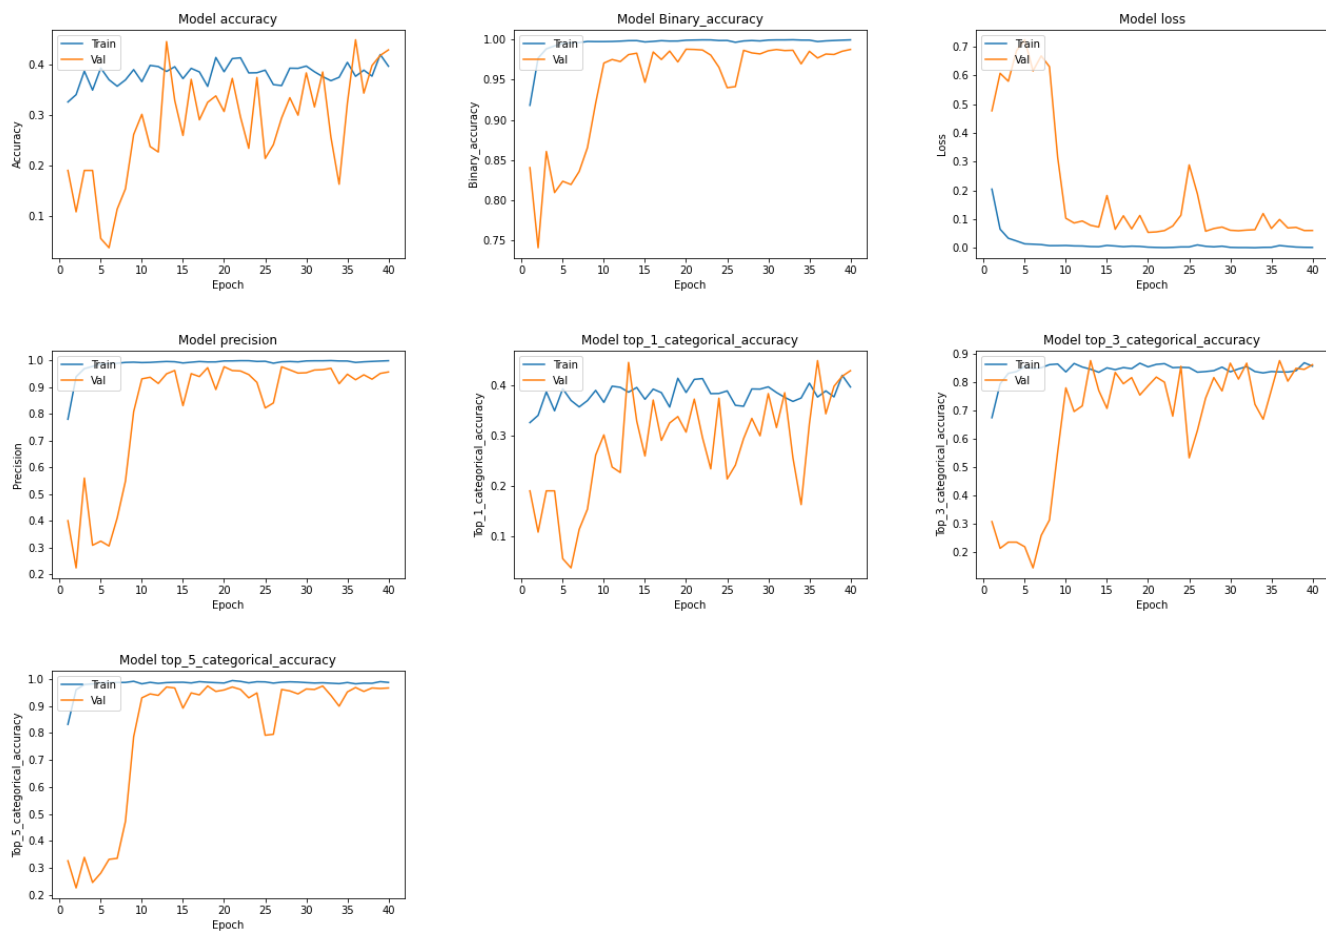 Model accuracy
Train
Val
0.4
0.3
0.2
0.1
Accuracy
0 5 10 15 20 25 30 35 40
Epoch
Model Binary_accuracy
Train
Val
1.00
0.95
0.90
0.85
0.80
0.75
Binary_accuracy
0 5 10 15 20 25 30 35 40
Epoch
Model loss
Train
Val
0.7
0.6
0.5
0.4
0.3
0.2
0.1
0.0
Loss
0 5 10 15 20 25 30 35 40
Epoch
Model precision
Train
Val
1.0
0.9
0.8
0.7
0.6
0.5
0.4
0.3
0.2
Precision
0 5 10 15 20 25 30 35 40
Epoch
Model top_1_categorical_accuracy
Train
Val
0.4
0.3
0.2
0.1
Top_1_categorical_accuracy
0 5 10 15 20 25 30 35 40
Epoch
Model top_3_categorical_accuracy
Train
Val
0.9
0.8
0.7
0.6
0.5
0.4
0.3
0.2
Top_3_categorical_accuracy
0 5 10 15 20 25 30 35 40
Epoch
Model top_5_categorical_accuracy
Train
Val
1.0
0.9
0.8
0.7
0.6
0.5
0.4
0.3
0.2
Top_5_categorical_accuracy
0 5 10 15 20 25 30 35 40
Epoch